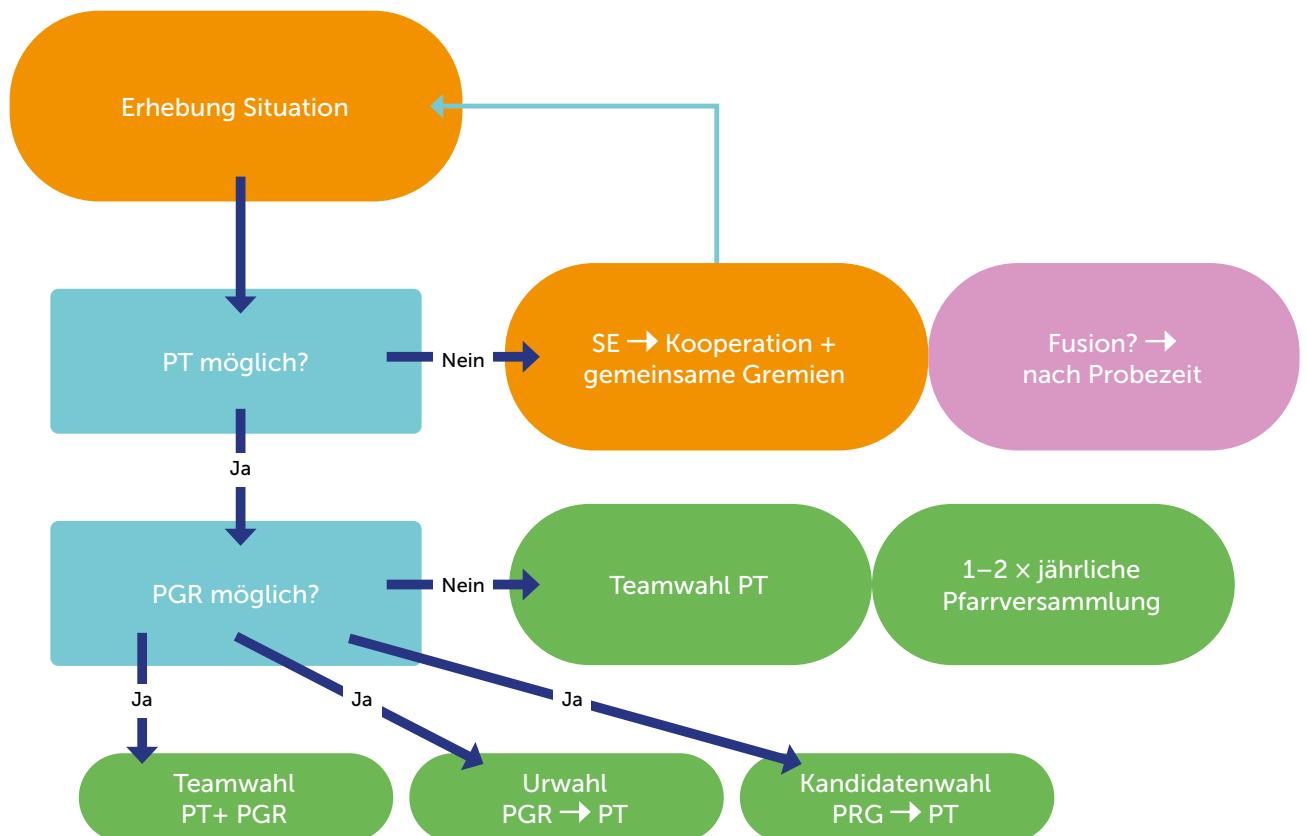 Erhebung Situation
PT möglich?
Nein
SE → Kooperation +
gemeinsame Gremien
Fusion? →
nach Probezeit
Ja
PGR möglich?
Nein
Teamwahl PT
1–2 × jährliche
Pfarrversammlung
Ja
Ja
Ja
Teamwahl
PT+ PGR
Urwahl
PGR → PT
Kandidatenwahl
PRG → PT